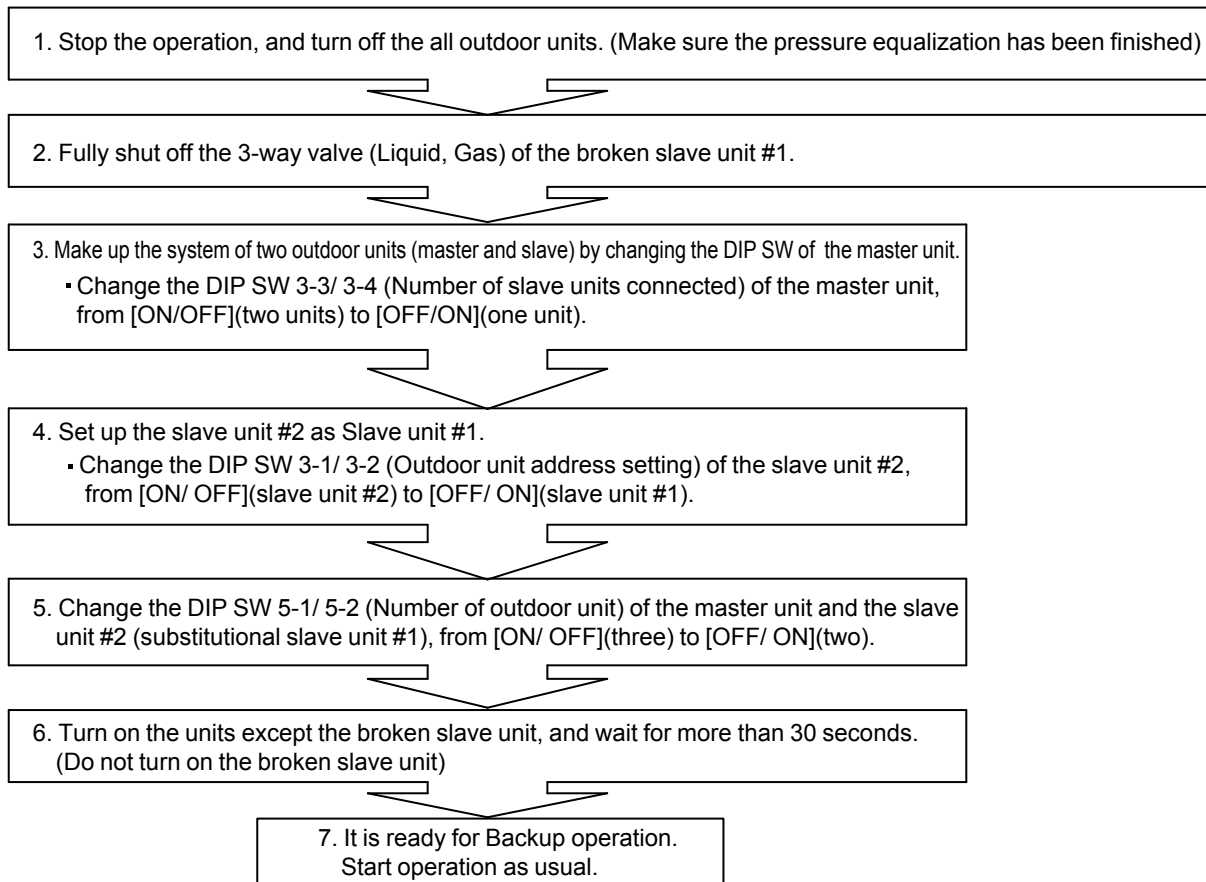 1. Stop the operation, and turn off the all outdoor units. (Make sure the pressure equalization has been finished)
2. Fully shut off the 3-way valve (Liquid, Gas) of the broken slave unit #1.
3. Make up the system of two outdoor units (master and slave) by changing the DIP SW of the master unit.
▪ Change the DIP SW 3-3/ 3-4 (Number of slave units connected) of the master unit,
from [ON/OFF](two units) to [OFF/ON](one unit).
4. Set up the slave unit #2 as Slave unit #1.
▪ Change the DIP SW 3-1/ 3-2 (Outdoor unit address setting) of the slave unit #2,
from [ON/ OFF](slave unit #2) to [OFF/ ON](slave unit #1).
5. Change the DIP SW 5-1/ 5-2 (Number of outdoor unit) of the master unit and the slave
unit #2 (substitutional slave unit #1), from [ON/ OFF](three) to [OFF/ ON](two).
6. Turn on the units except the broken slave unit, and wait for more than 30 seconds.
(Do not turn on the broken slave unit)
7. It is ready for Backup operation.
Start operation as usual.